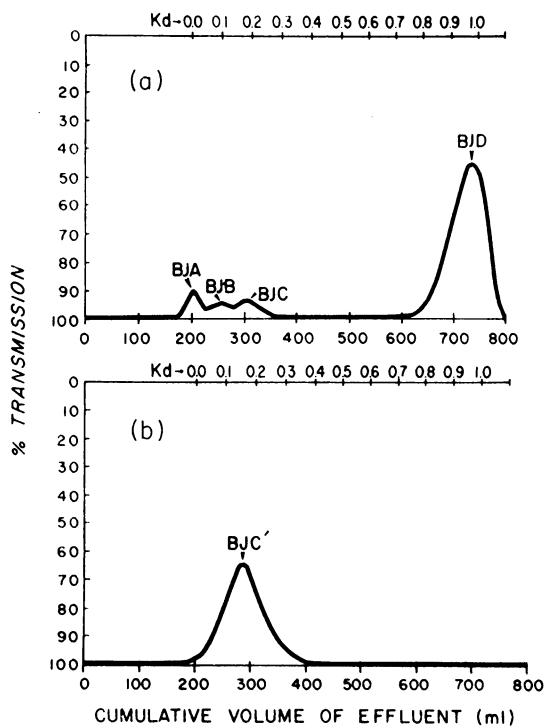 Kd→0.0 0.1 0.2 0.3 0.4 0.5 0.6 0.7 0.8 0.9 1.0
0
10
20
30
40
50
60
70
80
90
100
(a)
BJA
BJB
BJC
BJD
0 100 200 300 400 500 600 700 800
% TRANSMISSION
Kd→0.0 0.1 0.2 0.3 0.4 0.5 0.6 0.7 0.8 0.9 1.0
0
10
20
30
40
50
60
70
80
90
100
(b)
BJC′
0 100 200 300 400 500 600 700 800
CUMULATIVE VOLUME OF EFFLUENT (ml)